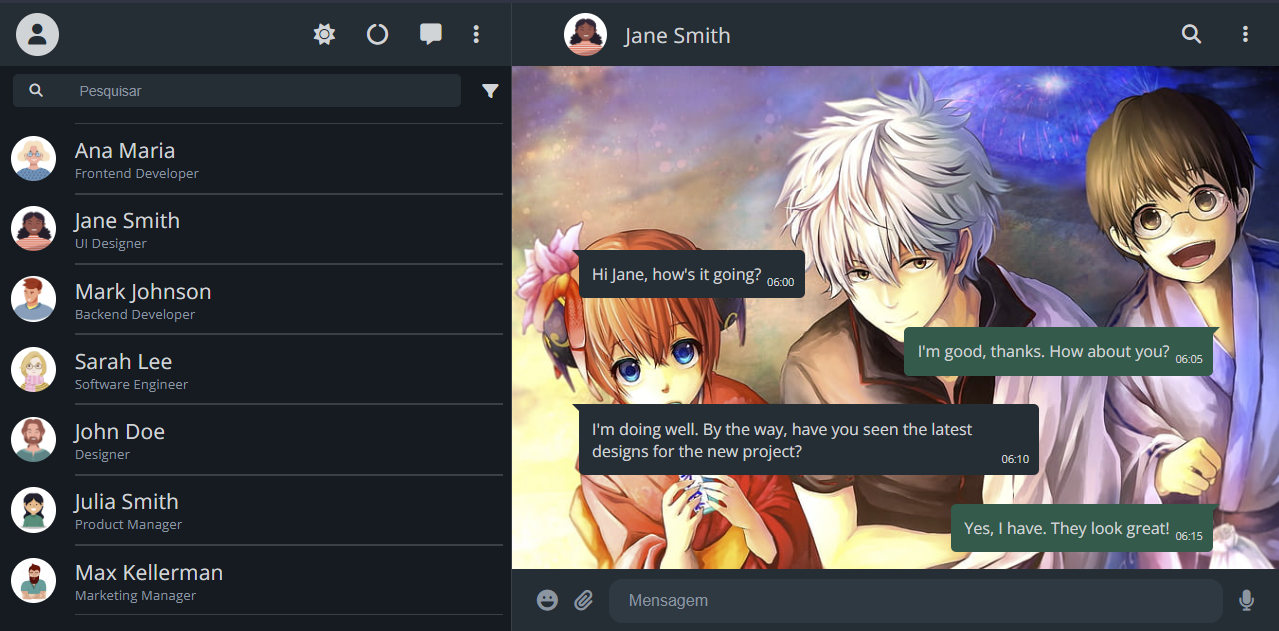 Pesquisar
Ana Maria
Frontend Developer
Jane Smith
UI Designer
Mark Johnson
Backend Developer
Sarah Lee
Software Engineer
John Doe
Designer
Julia Smith
Product Manager
Max Kellerman
Marketing Manager
Jane Smith
Hi Jane, how's it going? 06:00
I'm good, thanks. How about you? 06:05
I'm doing well. By the way, have you seen the latest
designs for the new project? 06:10
Yes, I have. They look great! 06:15
Mensagem